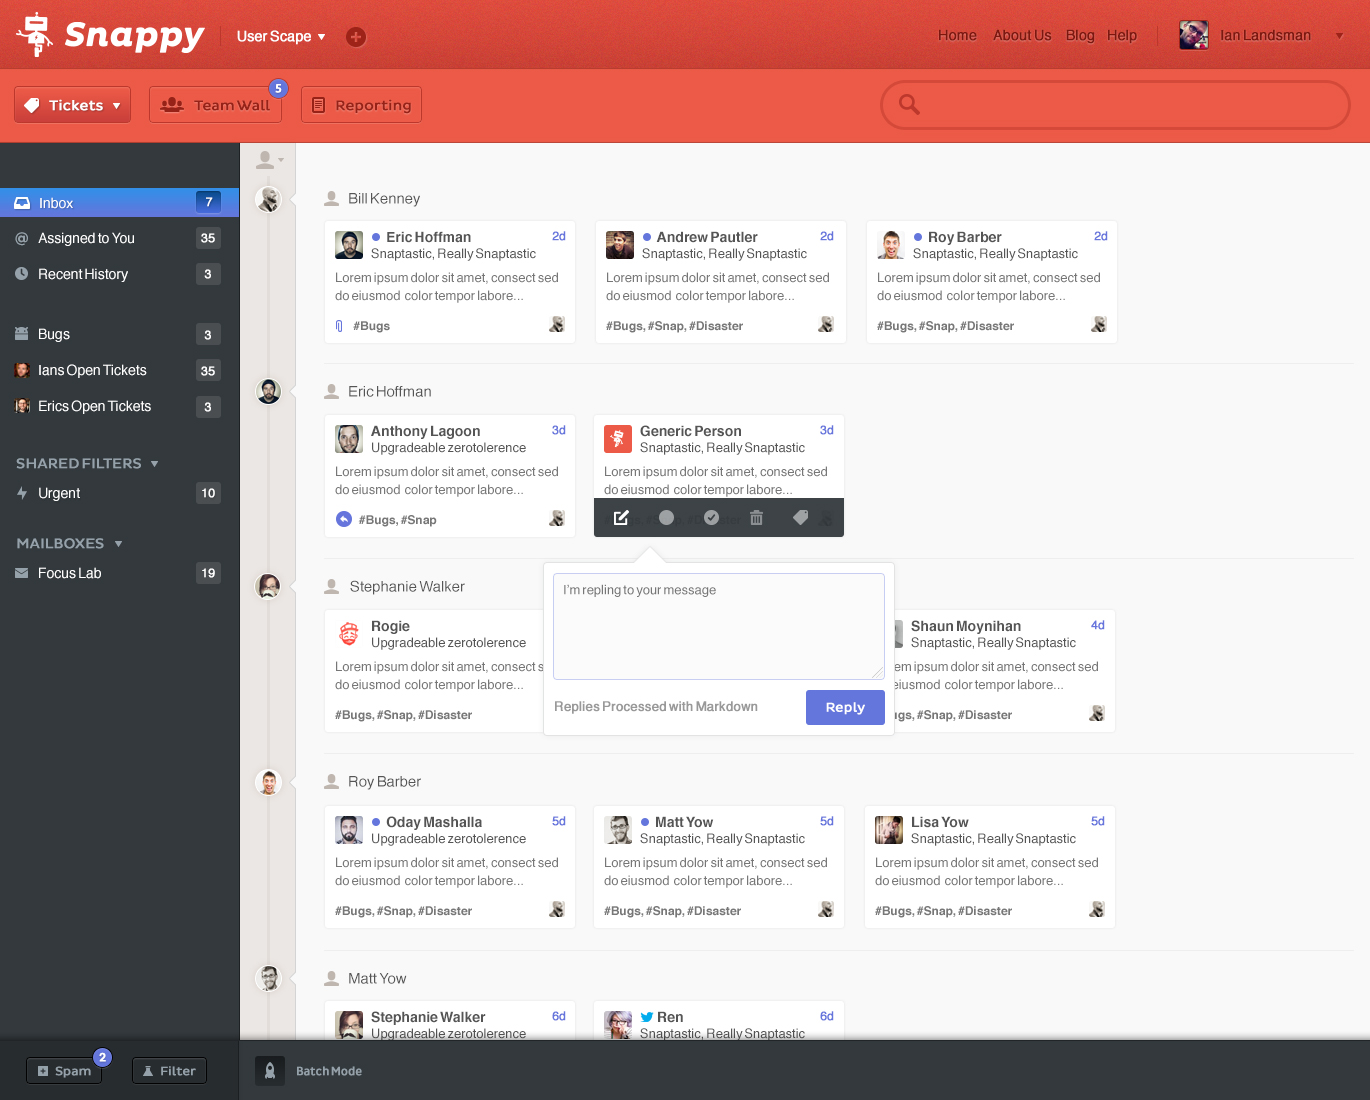 Snappy
User Scape
Home About Us Blog Help
Ian Landsman
Tickets
Team Wall
5
Reporting
Inbox 7
Assigned to You 35
Recent History 3
Bugs 3
Ians Open Tickets 35
Erics Open Tickets 3
SHARED FILTERS
Urgent 10
MAILBOXES
Focus Lab 19
Bill Kenney
Eric Hoffman 2d
Snaptastic, Really Snaptastic
Lorem ipsum dolor sit amet, consect sed
do eiusmod color tempor labore...
#Bugs
Andrew Pautler 2d
Snaptastic, Really Snaptastic
Lorem ipsum dolor sit amet, consect sed
do eiusmod color tempor labore...
#Bugs, #Snap, #Disaster
Roy Barber 2d
Snaptastic, Really Snaptastic
Lorem ipsum dolor sit amet, consect sed
do eiusmod color tempor labore...
#Bugs, #Snap, #Disaster
Eric Hoffman
Anthony Lagoon 3d
Upgradeable zerotolerence
Lorem ipsum dolor sit amet, consect sed
do eiusmod color tempor labore...
#Bugs, #Snap
Generic Person 3d
Snaptastic, Really Snaptastic
Lorem ipsum dolor sit amet, consect sed
do eiusmod color tempor labore...
I'm repling to your message
Replies Processed with Markdown
Reply
Stephanie Walker
Rogie
Upgradeable zerotolerence
Lorem ipsum dolor sit amet, consect s
do eiusmod color tempor labore...
#Bugs, #Snap, #Disaster
Shaun Moynihan 4d
Snaptastic, Really Snaptastic
em ipsum dolor sit amet, consect sed
eiusmod color tempor labore...
ugs, #Snap, #Disaster
Roy Barber
Oday Mashalla 5d
Upgradeable zerotolerence
Lorem ipsum dolor sit amet, consect sed
do eiusmod color tempor labore...
#Bugs, #Snap, #Disaster
Matt Yow 5d
Snaptastic, Really Snaptastic
Lorem ipsum dolor sit amet, consect sed
do eiusmod color tempor labore...
#Bugs, #Snap, #Disaster
Lisa Yow 5d
Snaptastic, Really Snaptastic
Lorem ipsum dolor sit amet, consect sed
do eiusmod color tempor labore...
#Bugs, #Snap, #Disaster
Matt Yow
Stephanie Walker 6d
Upgradeable zerotolerence
Ren 6d
Snaptastic, Really Snaptastic
Spam 2
Filter
Batch Mode